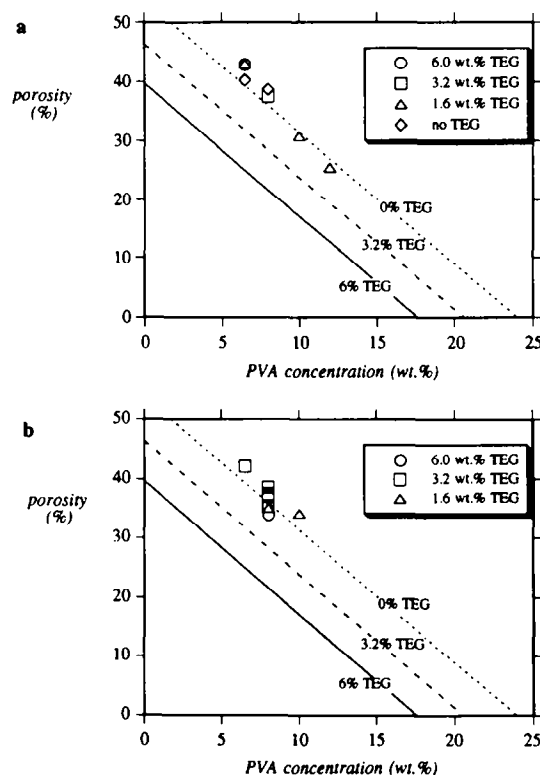 a
50
40
30
20
10
0
porosity
(%)
6.0 wt.% TEG
3.2 wt.% TEG
1.6 wt.% TEG
no TEG
0% TEG
3.2% TEG
6% TEG
0 5 10 15 20 25
PVA concentration (wt.%)
b
50
40
30
20
10
0
porosity
(%)
6.0 wt.% TEG
3.2 wt.% TEG
1.6 wt.% TEG
0% TEG
3.2% TEG
6% TEG
0 5 10 15 20 25
PVA concentration (wt.%)